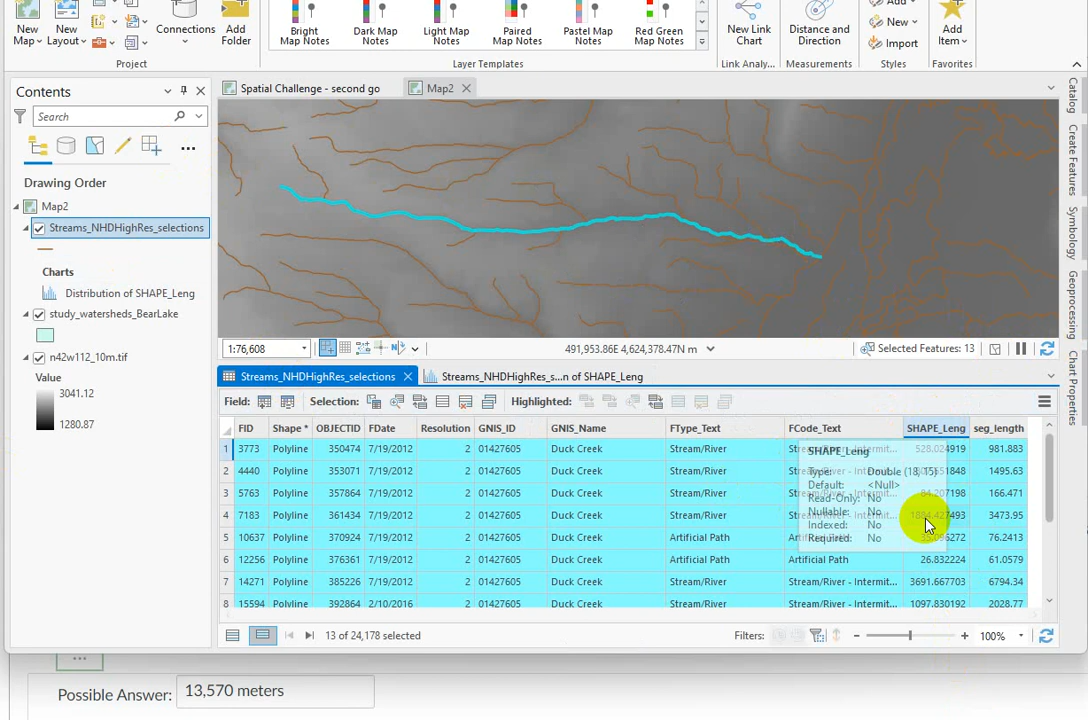 New Map
New Layout
Connections
Add Folder
Bright Map Notes
Dark Map Notes
Light Map Notes
Paired Map Notes
Pastel Map Notes
Red Green Map Notes
New Link Chart
Distance and Direction
Add
New
Import
Add Item
Project
Layer Templates
Link Analy...
Measurements
Styles
Favorites
Contents
Search
Drawing Order
Map2
Streams_NHDHighRes_selections
Charts
Distribution of SHAPE_Leng
study_watersheds_BearLake
n42w112_10m.tif
Value
3041.12
1280.87
Spatial Challenge - second go
Map2
Catalog
Create Features
Symbology
Geoprocessing
Chart Properties
1:76,608
491,953.86E 4,624,378.47N m
Selected Features: 13
Streams_NHDHighRes_selections
Streams_NHDHighRes_s...n of SHAPE_Leng
Field:
Selection:
Highlighted:
FID Shape * OBJECTID FDate Resolution GNIS_ID GNIS_Name FType_Text FCode_Text SHAPE_Leng seg_length
1 3773 Polyline 350474 7/19/2012 2 01427605 Duck Creek Stream/River 528.024919 981.883
2 4440 Polyline 353071 7/19/2012 2 01427605 Duck Creek Stream/River 1495.63
3 5763 Polyline 357864 7/19/2012 2 01427605 Duck Creek Stream/River 166.471
4 7183 Polyline 361434 7/19/2012 2 01427605 Duck Creek Stream/River 3473.95
5 10637 Polyline 370924 7/19/2012 2 01427605 Duck Creek Artificial Path 76.2413
6 12256 Polyline 376361 7/19/2012 2 01427605 Duck Creek Artificial Path Artificial Path 26.832224 61.0579
7 14271 Polyline 385226 7/19/2012 2 01427605 Duck Creek Stream/River Stream/River - Intermit... 3691.667703 6794.34
8 15594 Polyline 392864 2/10/2016 2 01427605 Duck Creek Stream/River Stream/River - Intermit... 1097.830192 2028.77
SHAPE_Leng
Type: Double (18, 15)
Default: <Null>
Read-Only: No
Nullable: No
Indexed: No
Required: No
13 of 24,178 selected
Filters:
100%
Possible Answer: 13,570 meters